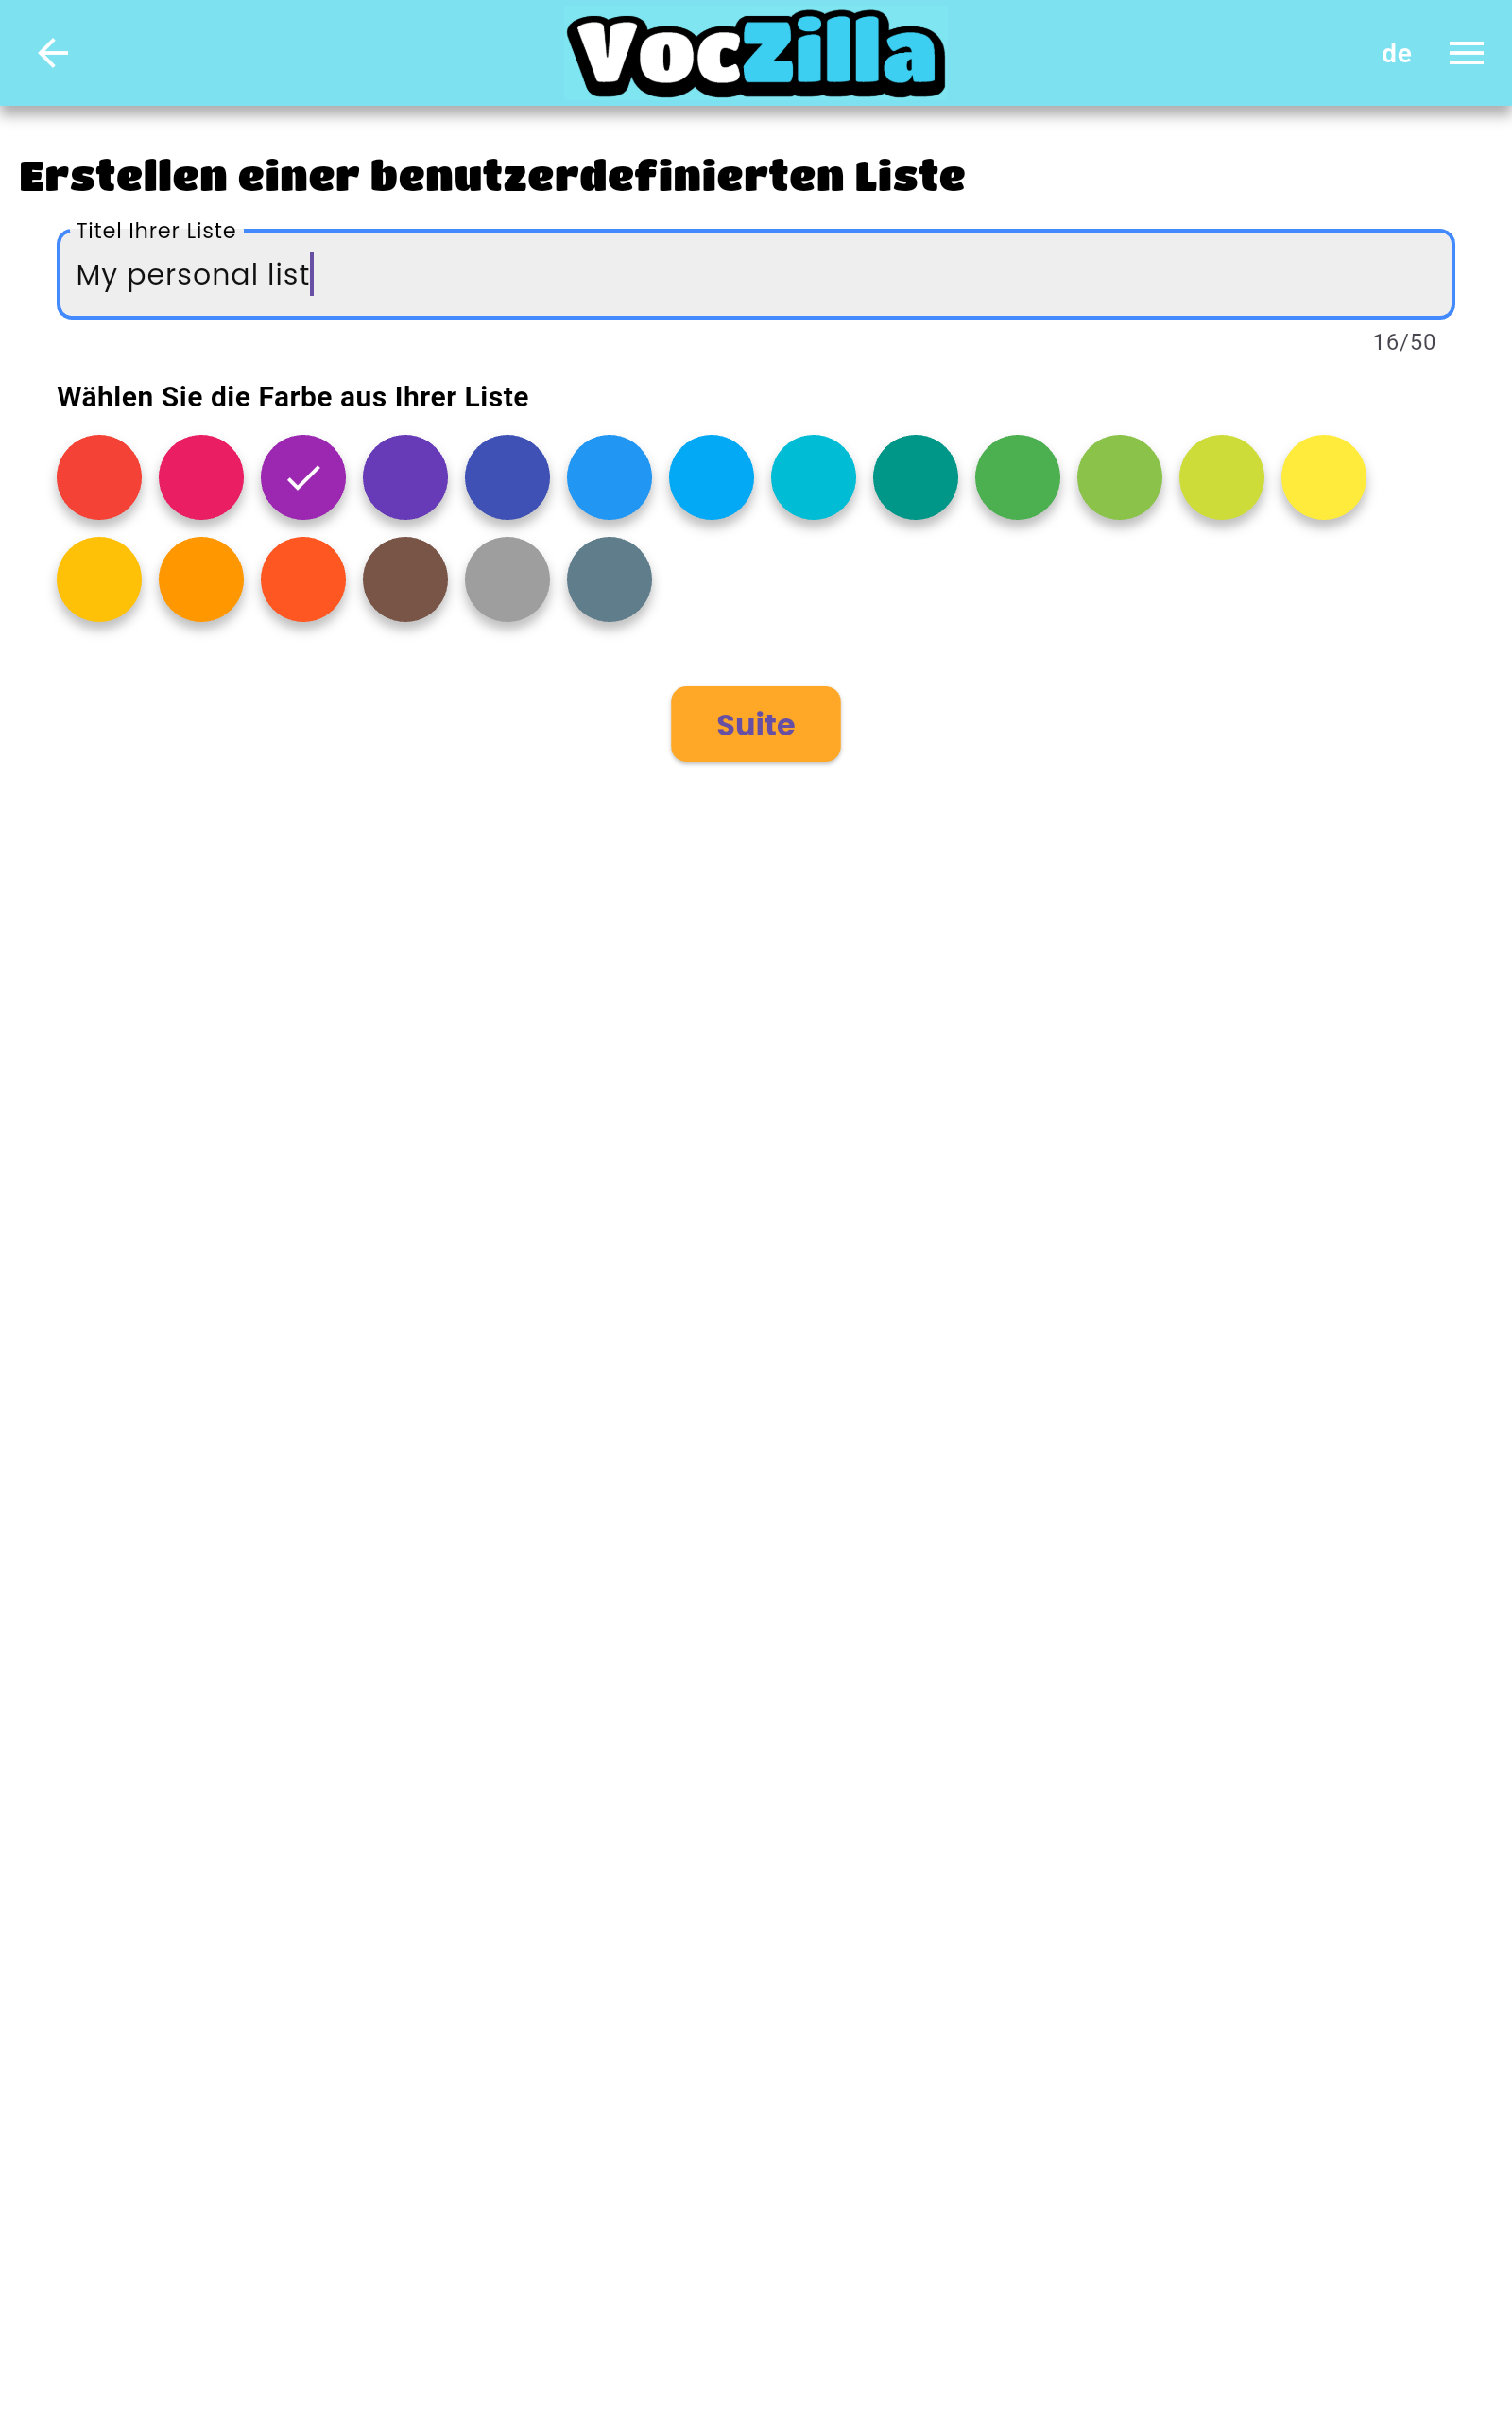 VocZilla
de
Erstellen einer benutzerdefinierten Liste
Titel Ihrer Liste
My personal list
16/50
Wählen Sie die Farbe aus Ihrer Liste
Suite